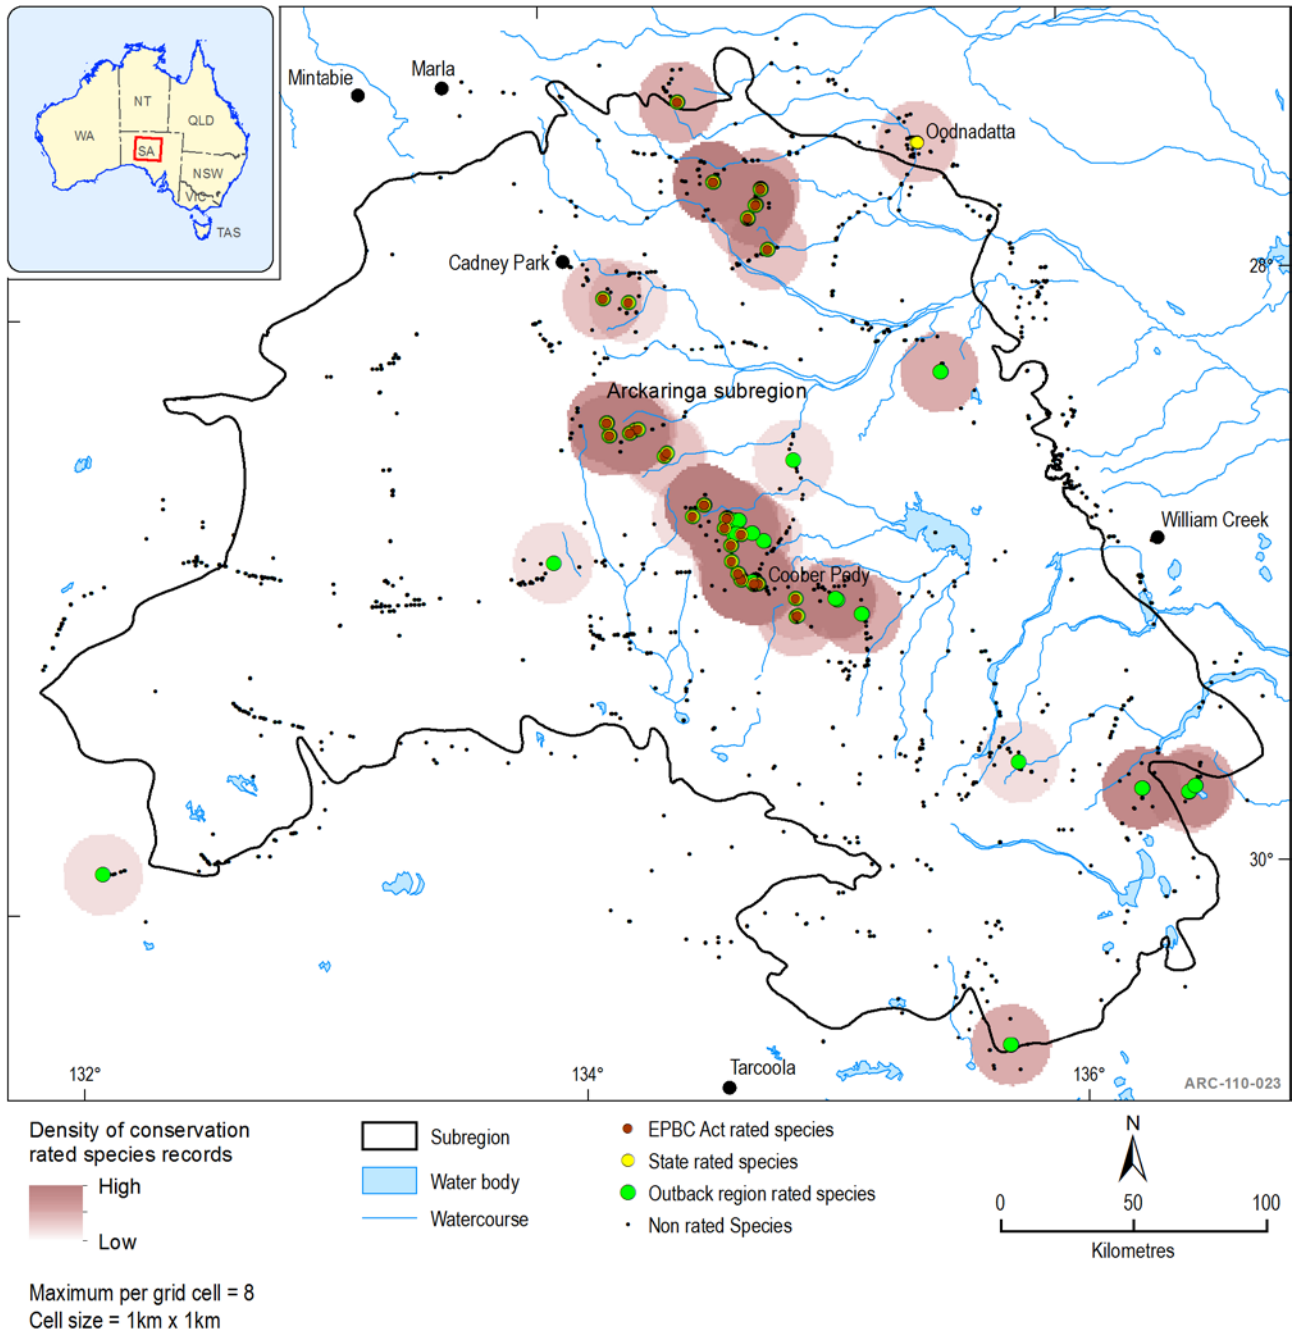 NT
QLD
WA
SA
NSW
VIC
TAS
Mintabie
Marla
Oodnadatta
Cadney Park
28°
Arckaringa subregion
William Creek
Coober Pedy
30°
Tarcoola
132°
134°
136°
ARC-110-023
Density of conservation
rated species records
High
Low
Maximum per grid cell = 8
Cell size = 1km x 1km
Subregion
Water body
Watercourse
EPBC Act rated species
State rated species
Outback region rated species
Non rated Species
N
0 50 100
Kilometres